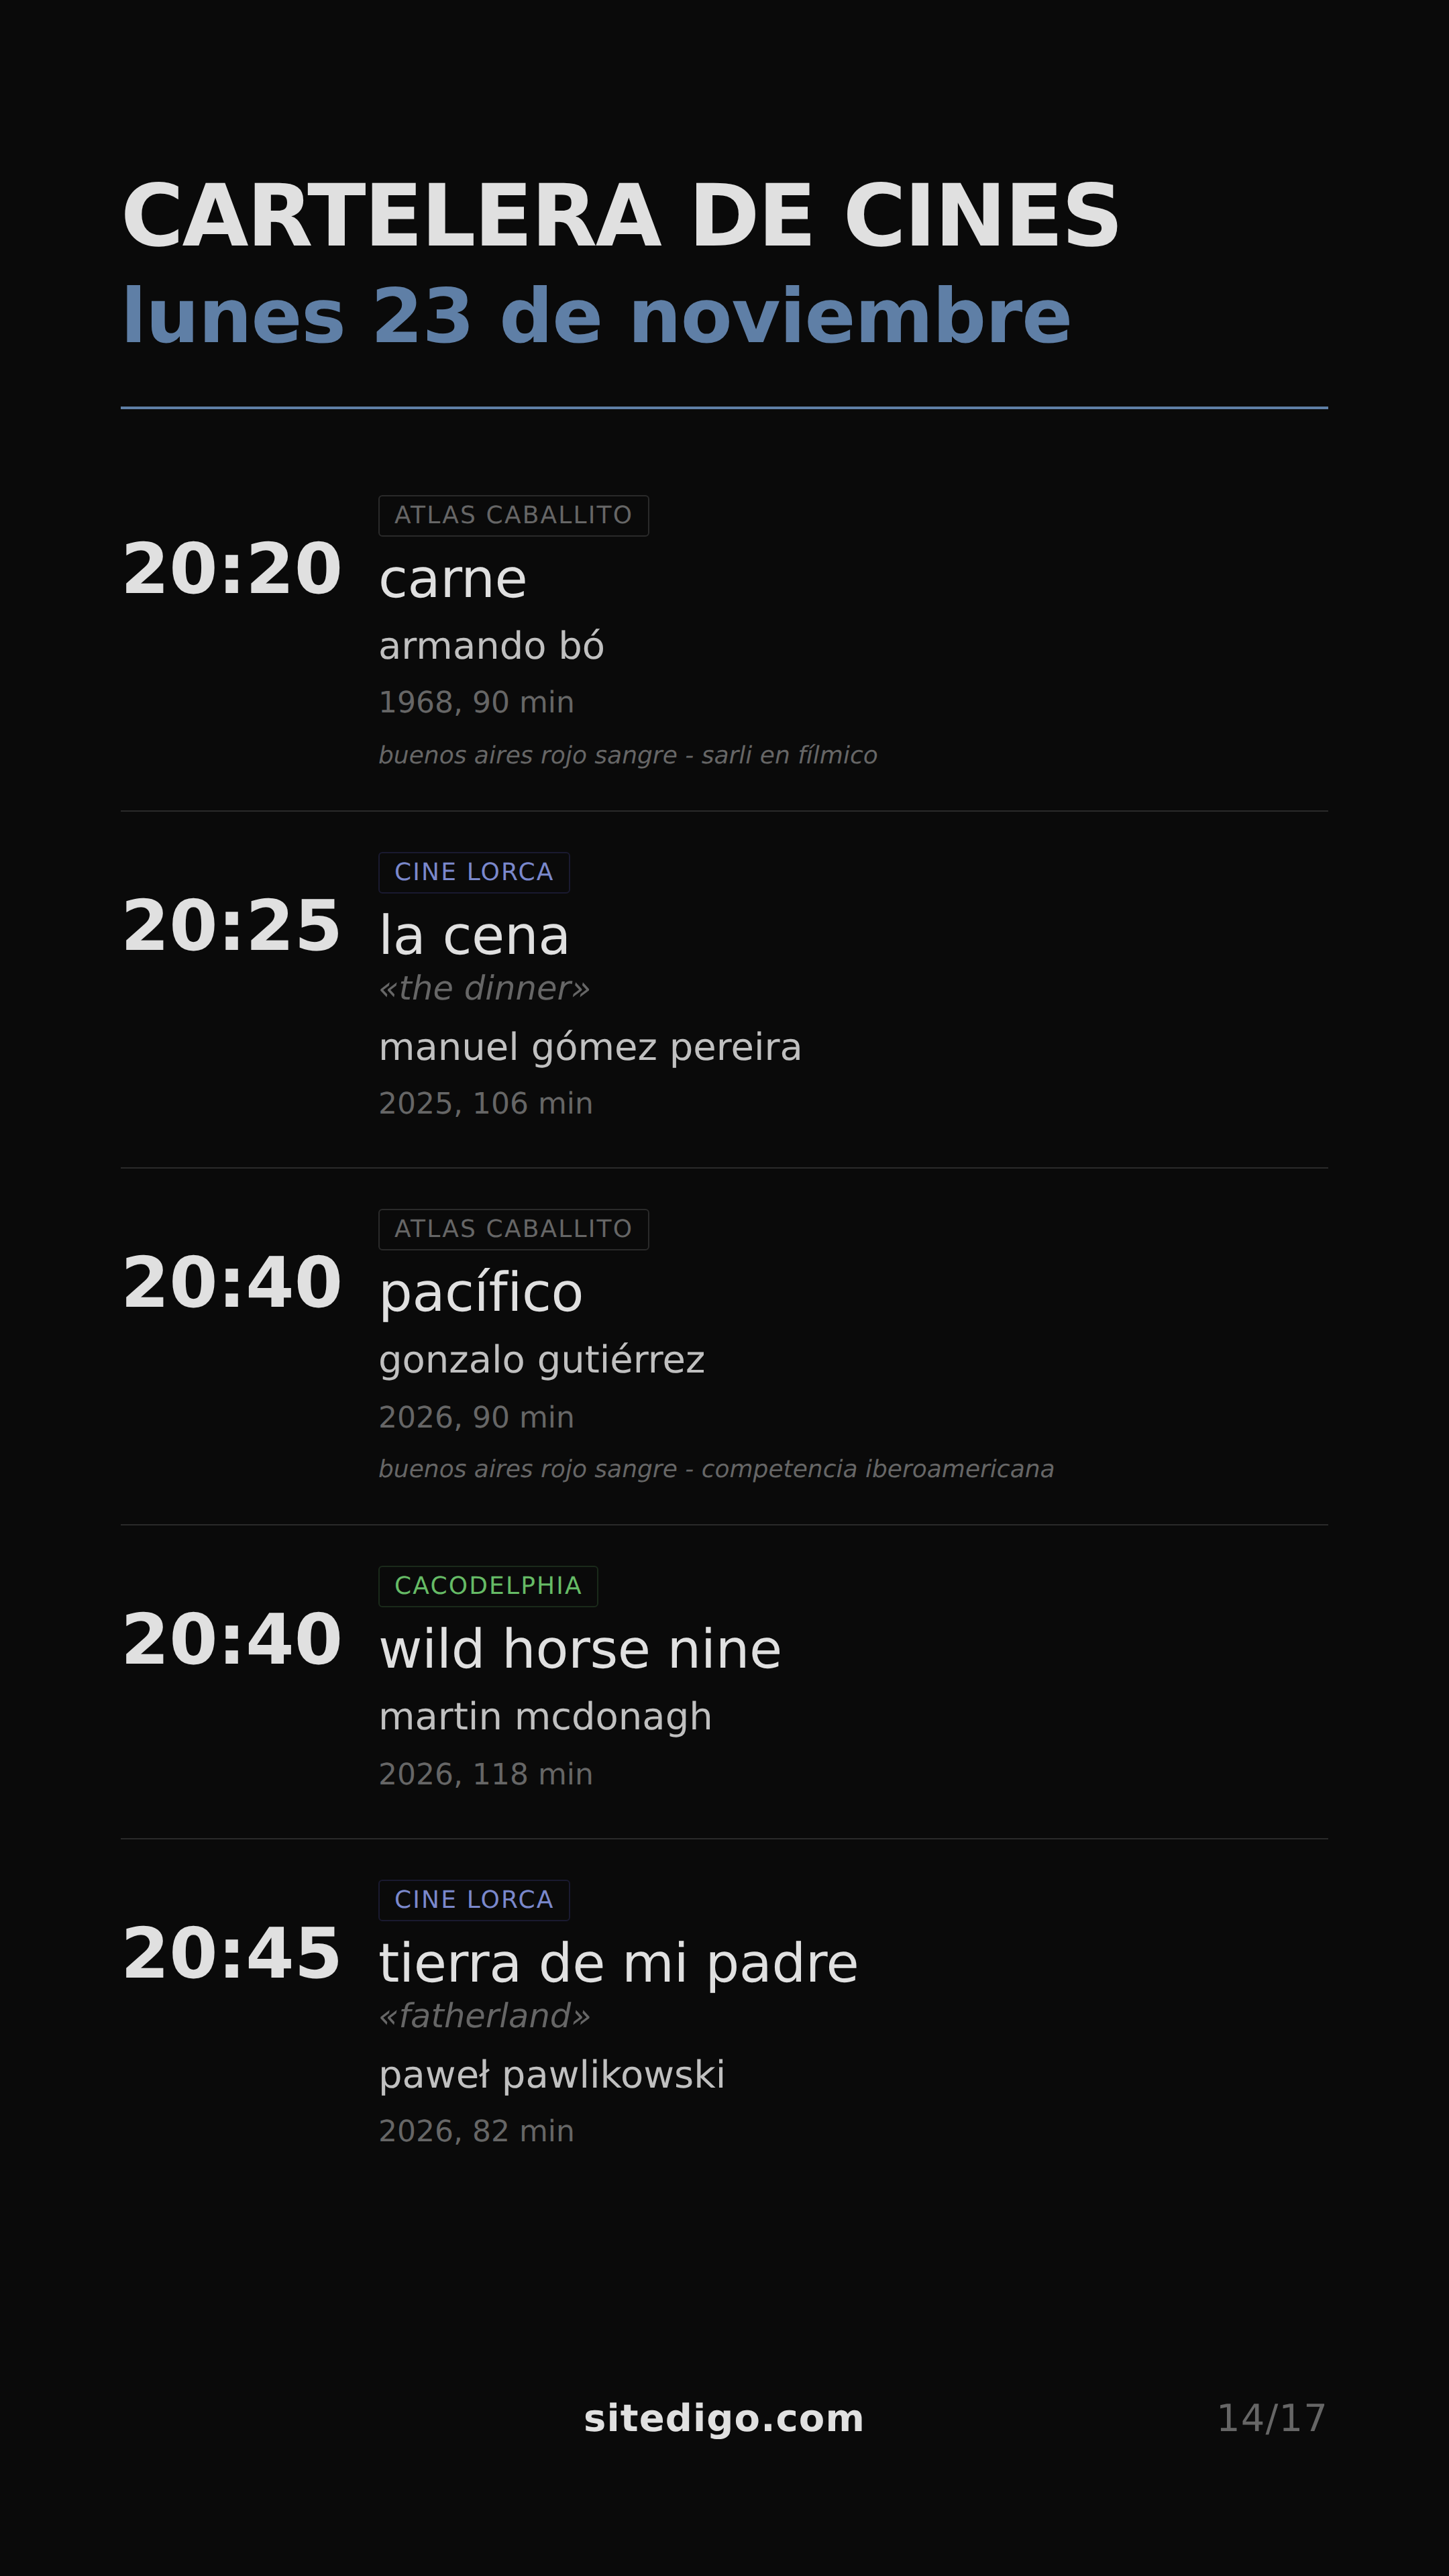 CARTELERA DE CINES
lunes 23 de noviembre
ATLAS CABALLITO
20:20
carne
armando bó
1968, 90 min
buenos aires rojo sangre - sarli en fílmico
CINE LORCA
20:25
la cena
«the dinner»
manuel gómez pereira
2025, 106 min
ATLAS CABALLITO
20:40
pacífico
gonzalo gutiérrez
2026, 90 min
buenos aires rojo sangre - competencia iberoamericana
CACODELPHIA
20:40
wild horse nine
martin mcdonagh
2026, 118 min
CINE LORCA
20:45
tierra de mi padre
«fatherland»
paweł pawlikowski
2026, 82 min
sitedigo.com
14/17